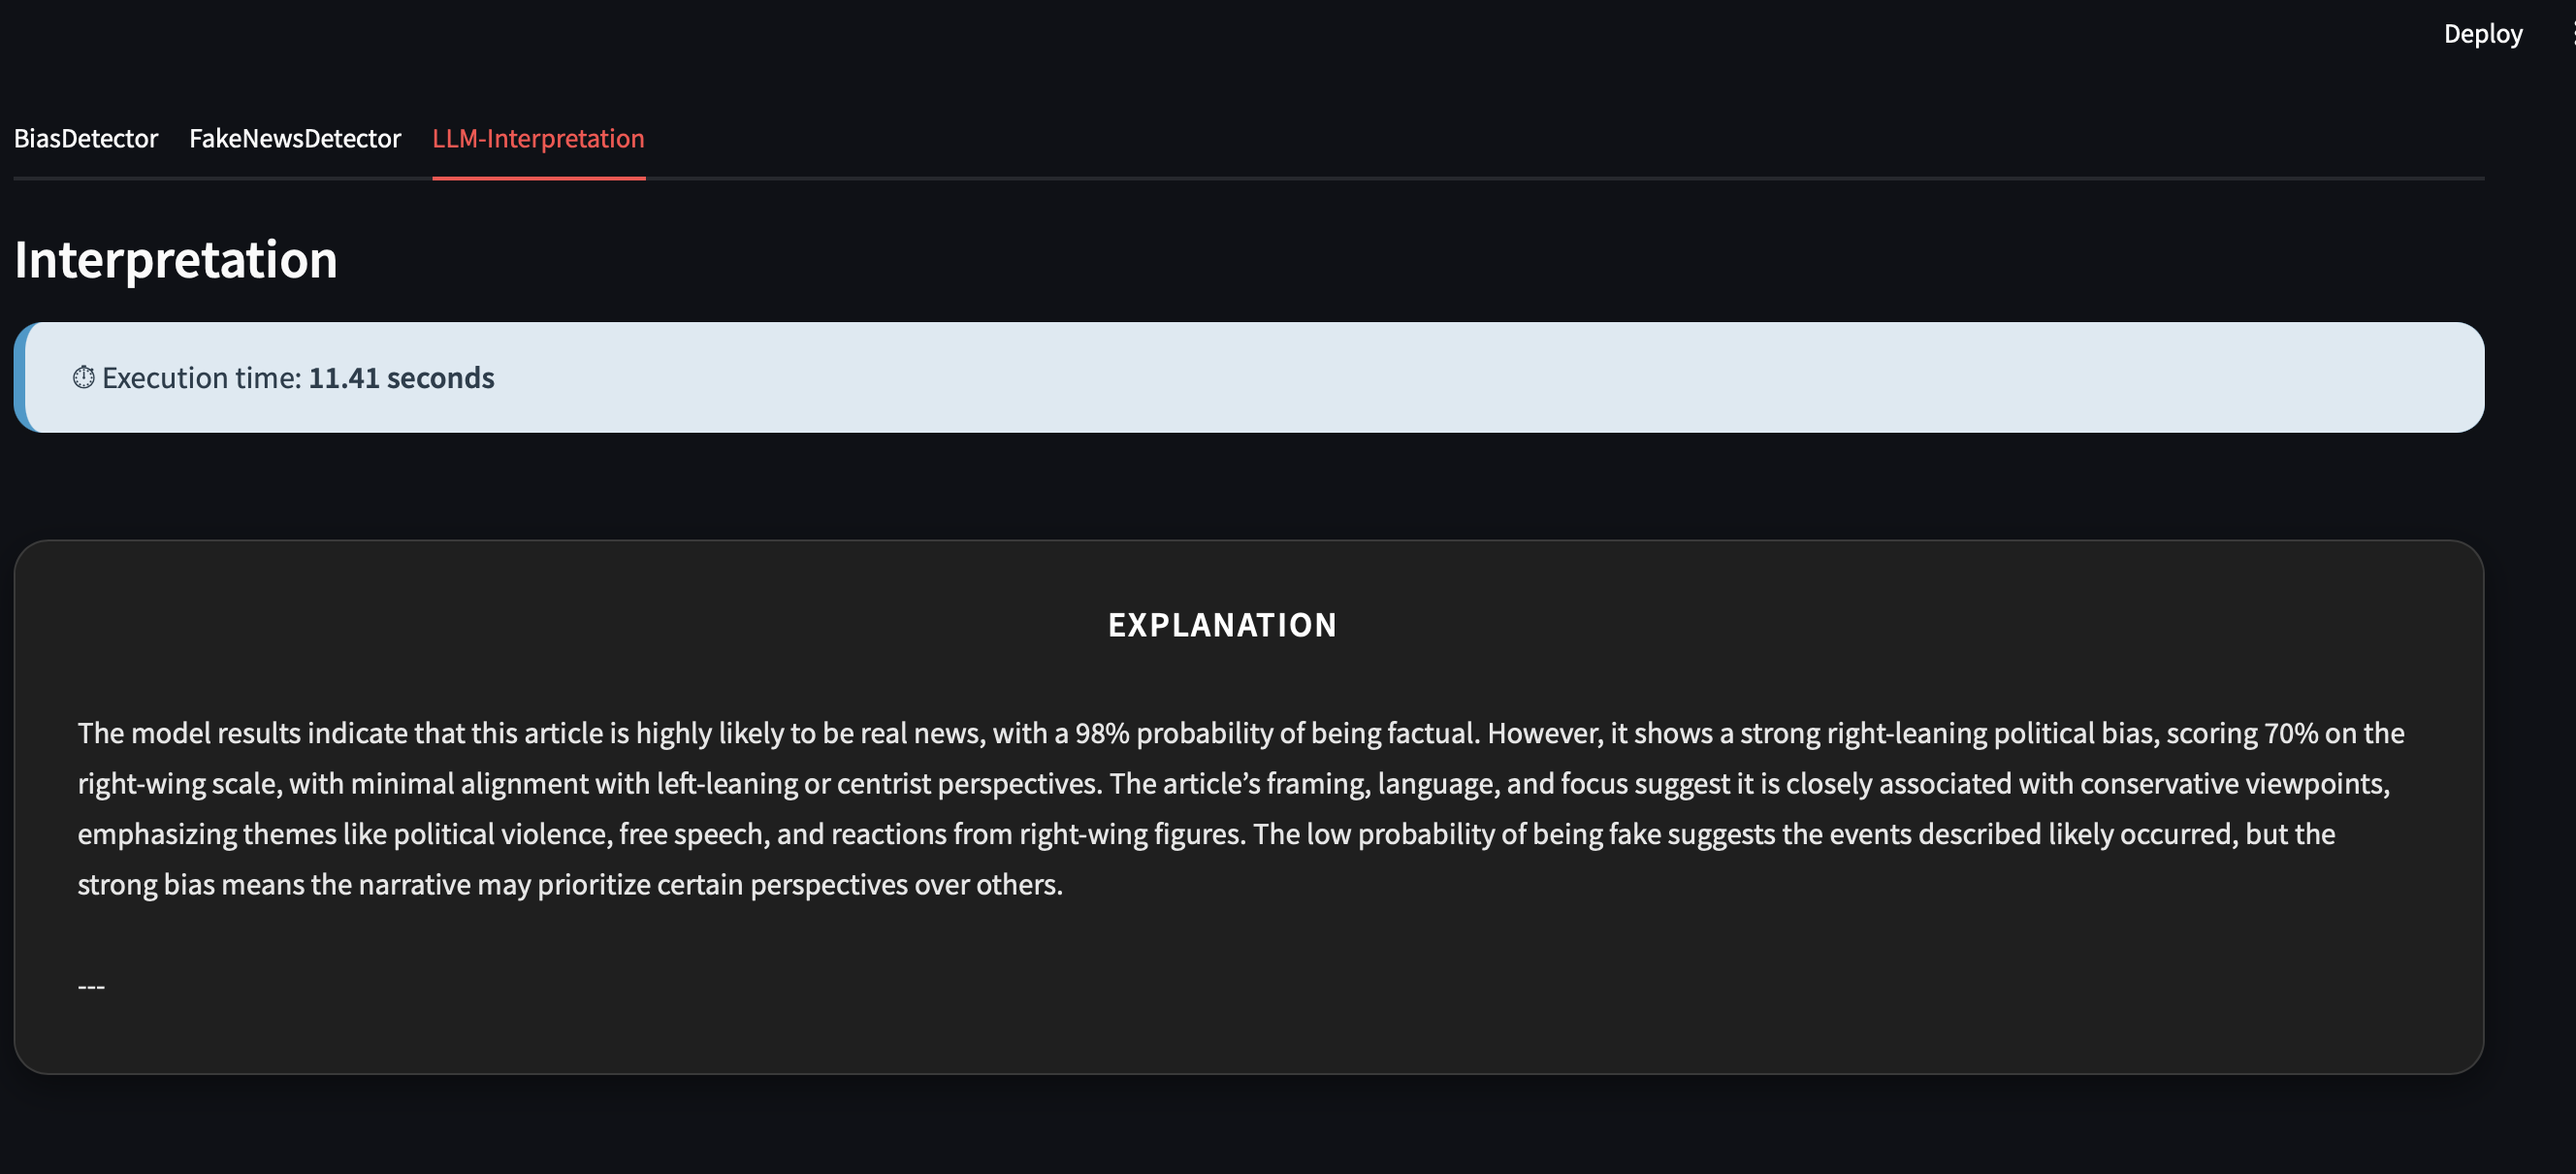 Deploy
BiasDetector FakeNewsDetector LLM-Interpretation
Interpretation
⏱ Execution time: 11.41 seconds
EXPLANATION
The model results indicate that this article is highly likely to be real news, with a 98% probability of being factual. However, it shows a strong right-leaning political bias, scoring 70% on the
right-wing scale, with minimal alignment with left-leaning or centrist perspectives. The article’s framing, language, and focus suggest it is closely associated with conservative viewpoints,
emphasizing themes like political violence, free speech, and reactions from right-wing figures. The low probability of being fake suggests the events described likely occurred, but the
strong bias means the narrative may prioritize certain perspectives over others.
---